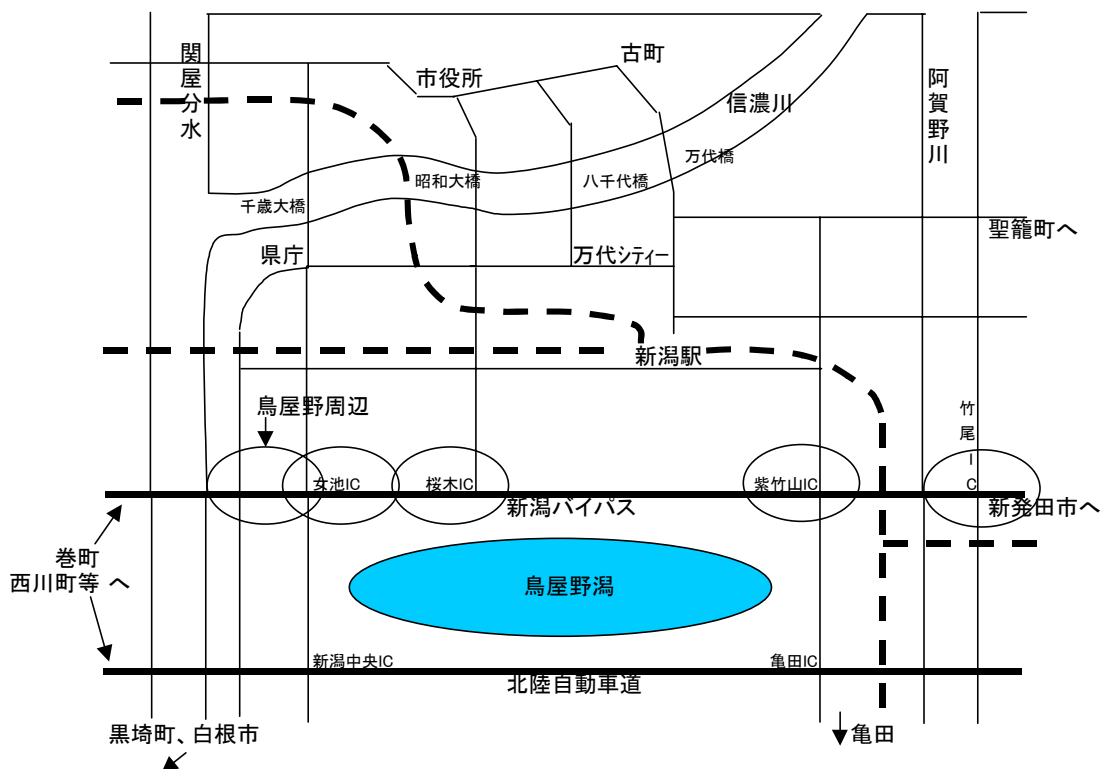 関屋分水
市役所
古町
阿賀野川
信濃川
万代橋
昭和大橋
八千代橋
千歳大橋
聖籠町へ
県庁
万代シティー
新潟駅
鳥屋野周辺
竹尾IC
女池IC
桜木IC
紫竹山IC
新潟バイパス
新発田市へ
巻町
西川町等 へ
鳥屋野潟
新潟中央IC
亀田IC
北陸自動車道
黒埼町、白根市
亀田